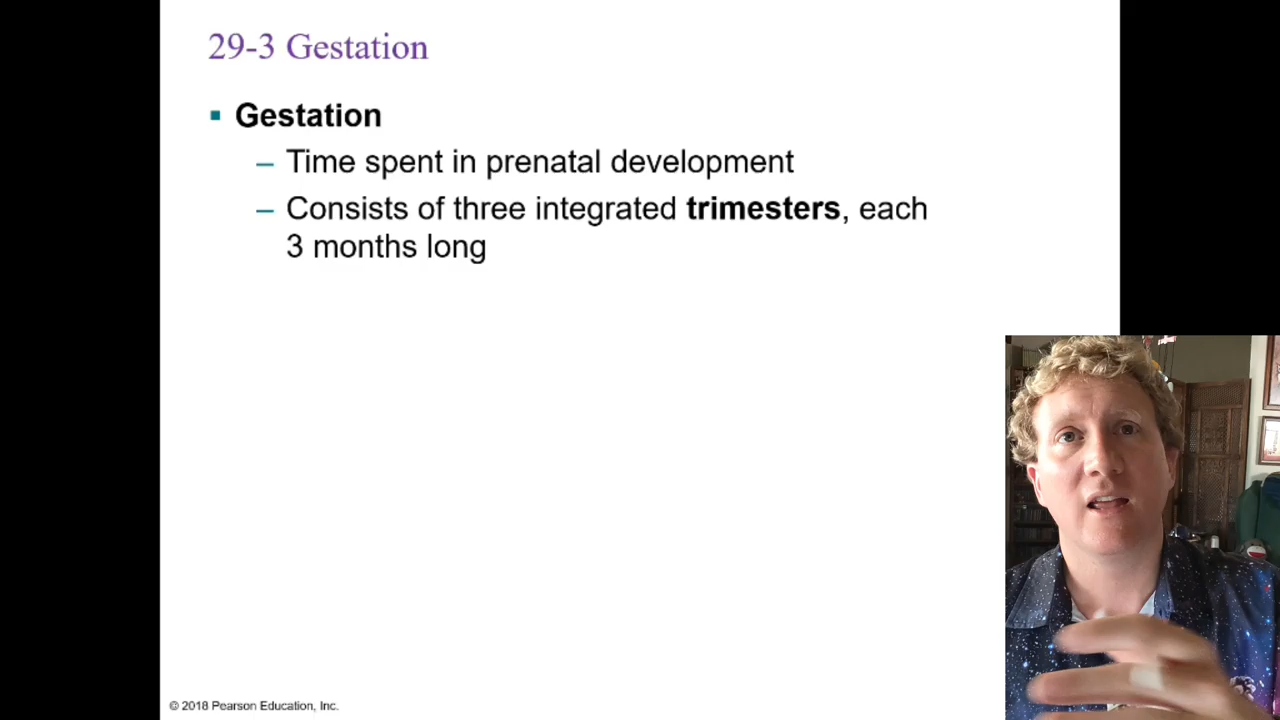 29-3 Gestation
▪ Gestation
– Time spent in prenatal development
– Consists of three integrated trimesters, each
3 months long
© 2018 Pearson Education, Inc.